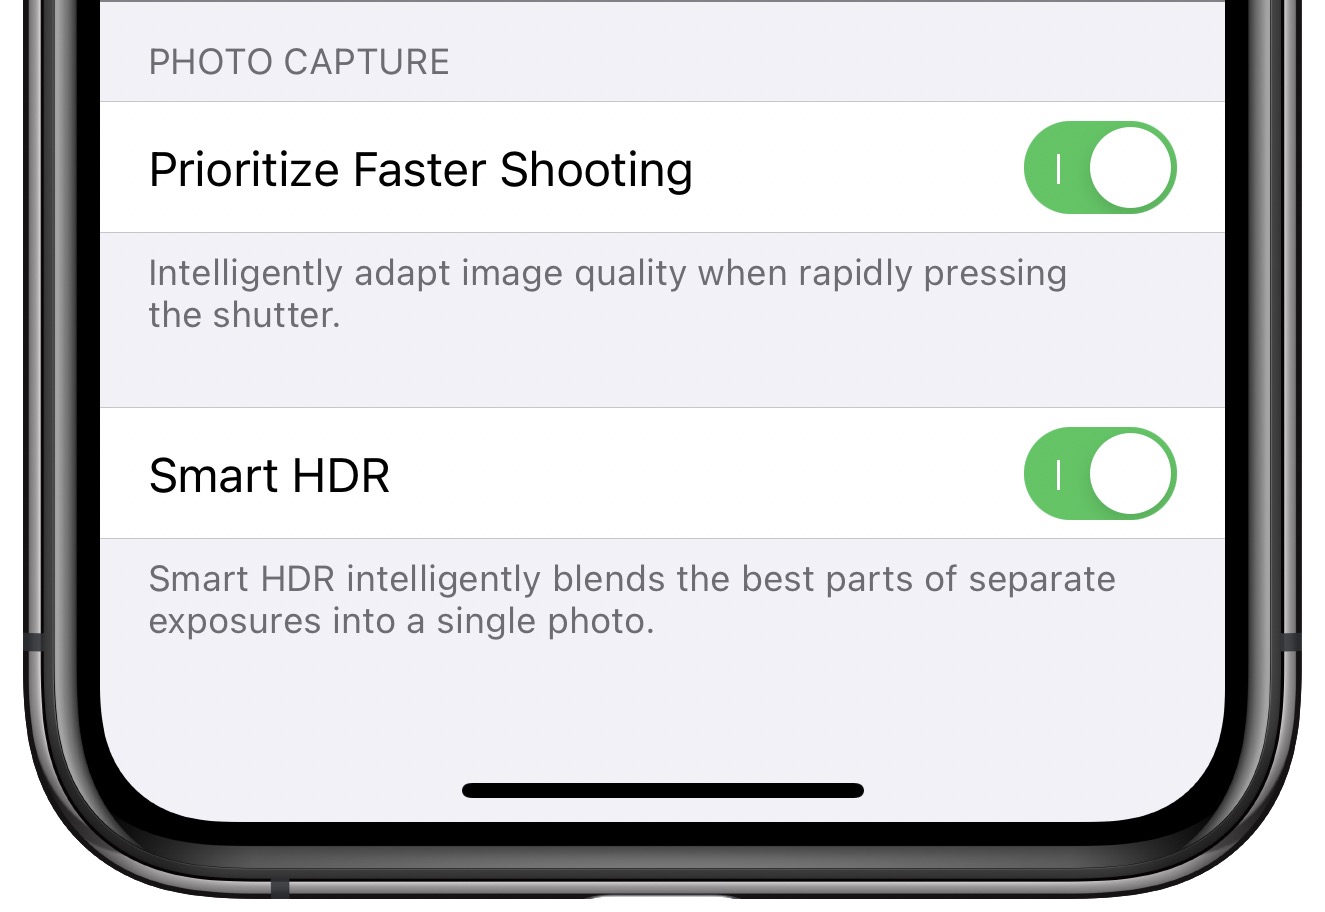 PHOTO CAPTURE
Prioritize Faster Shooting
Intelligently adapt image quality when rapidly pressing
the shutter.
Smart HDR
Smart HDR intelligently blends the best parts of separate
exposures into a single photo.